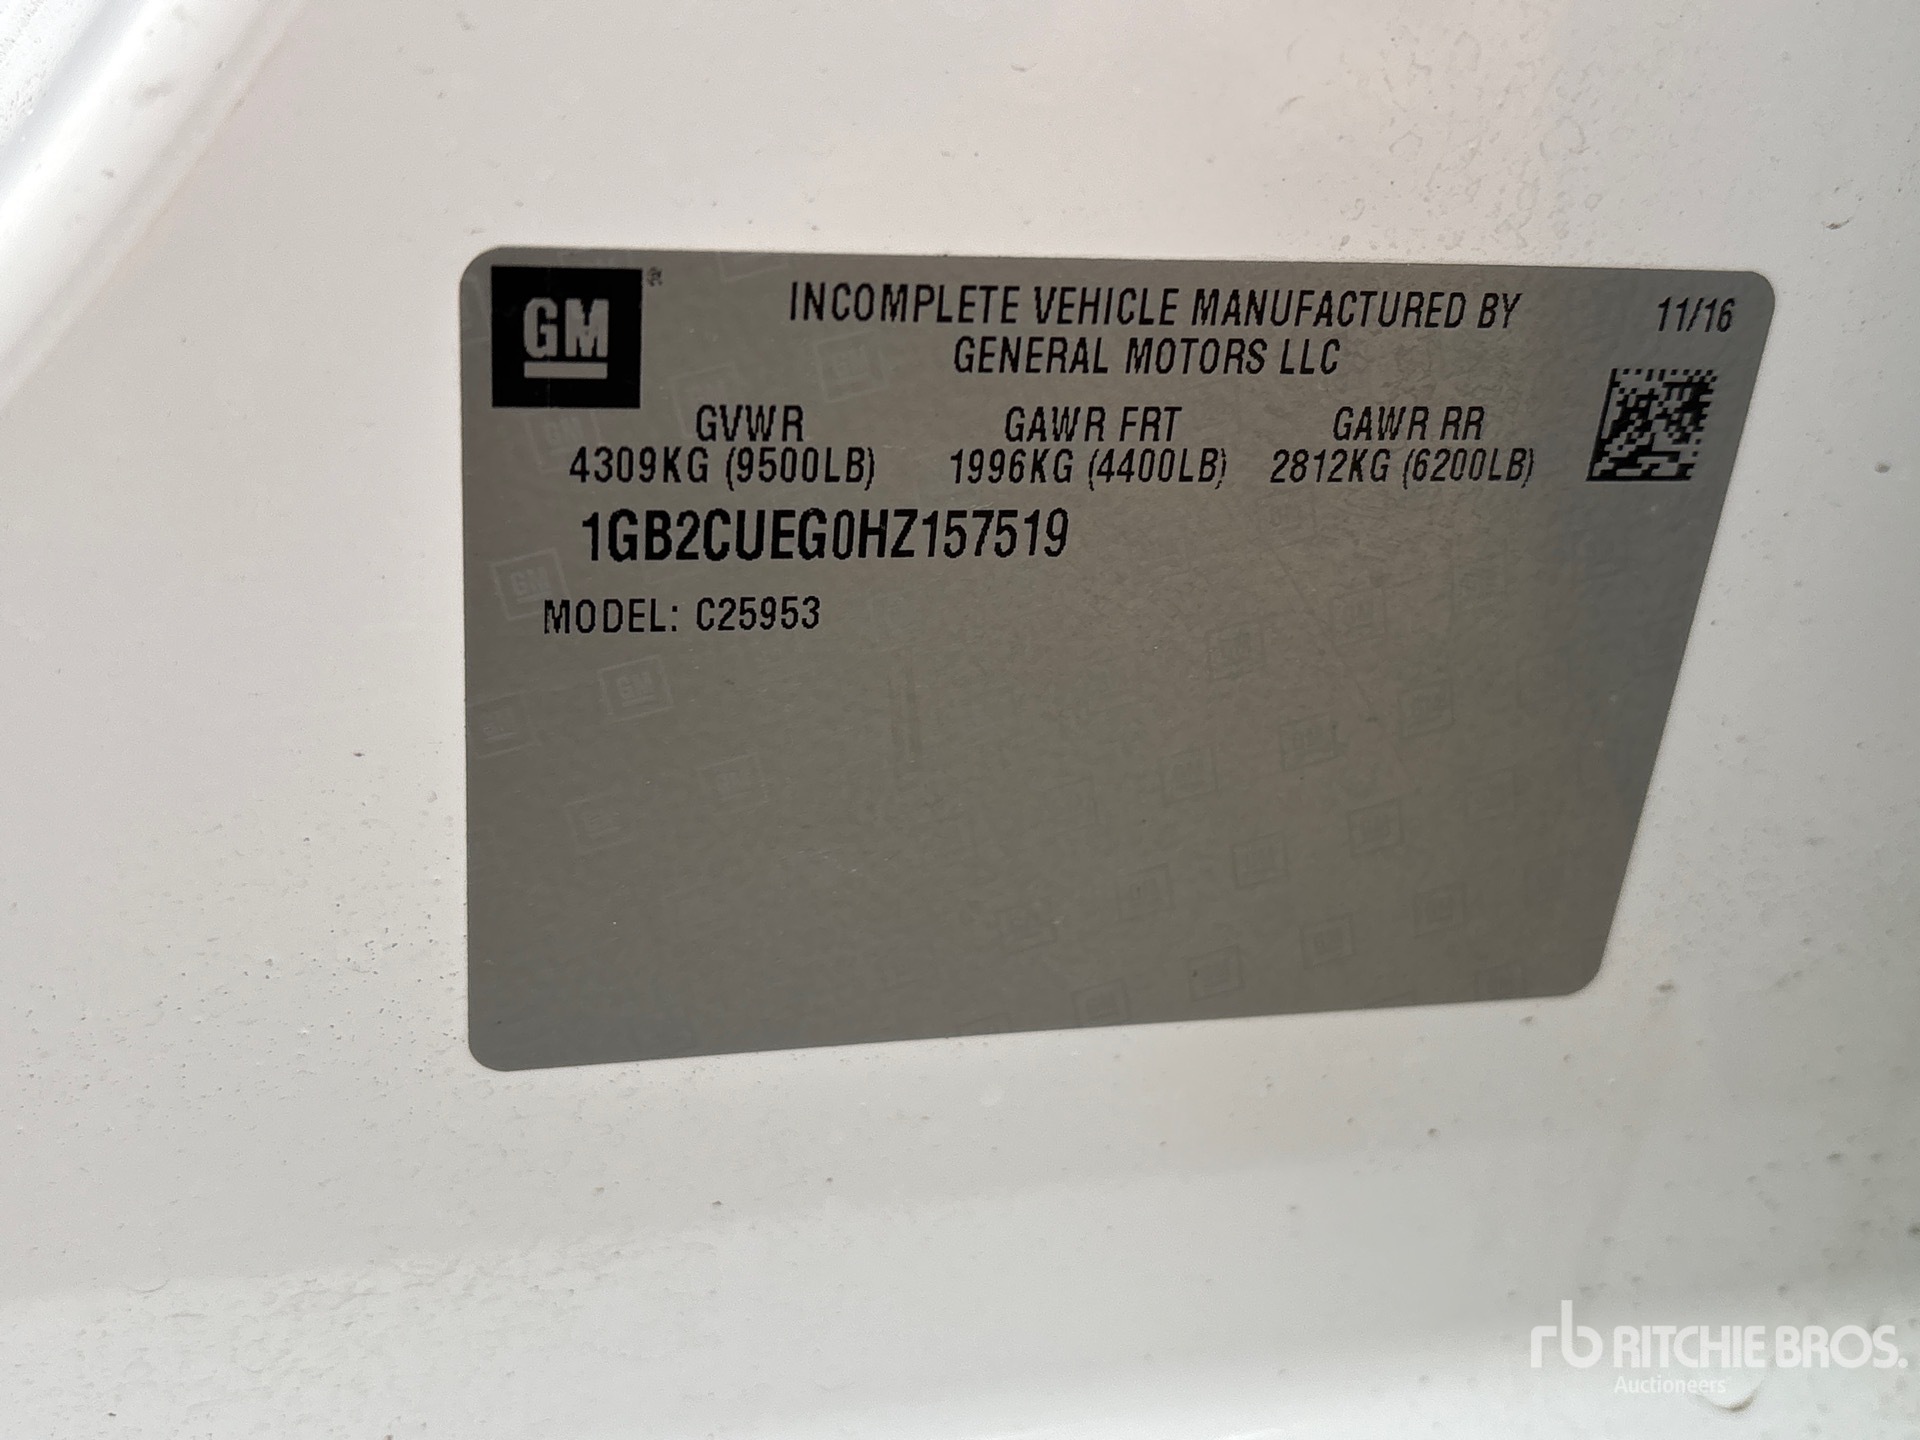 GM®
INCOMPLETE VEHICLE MANUFACTURED BY
GENERAL MOTORS LLC
11/16
GVWR GAWR FRT GAWR RR
4309KG (9500LB) 1996KG (4400LB) 2812KG (6200LB)
1GB2CUEG0HZ157519
MODEL: C25953
rb RITCHIE BROS.
Auctioneers